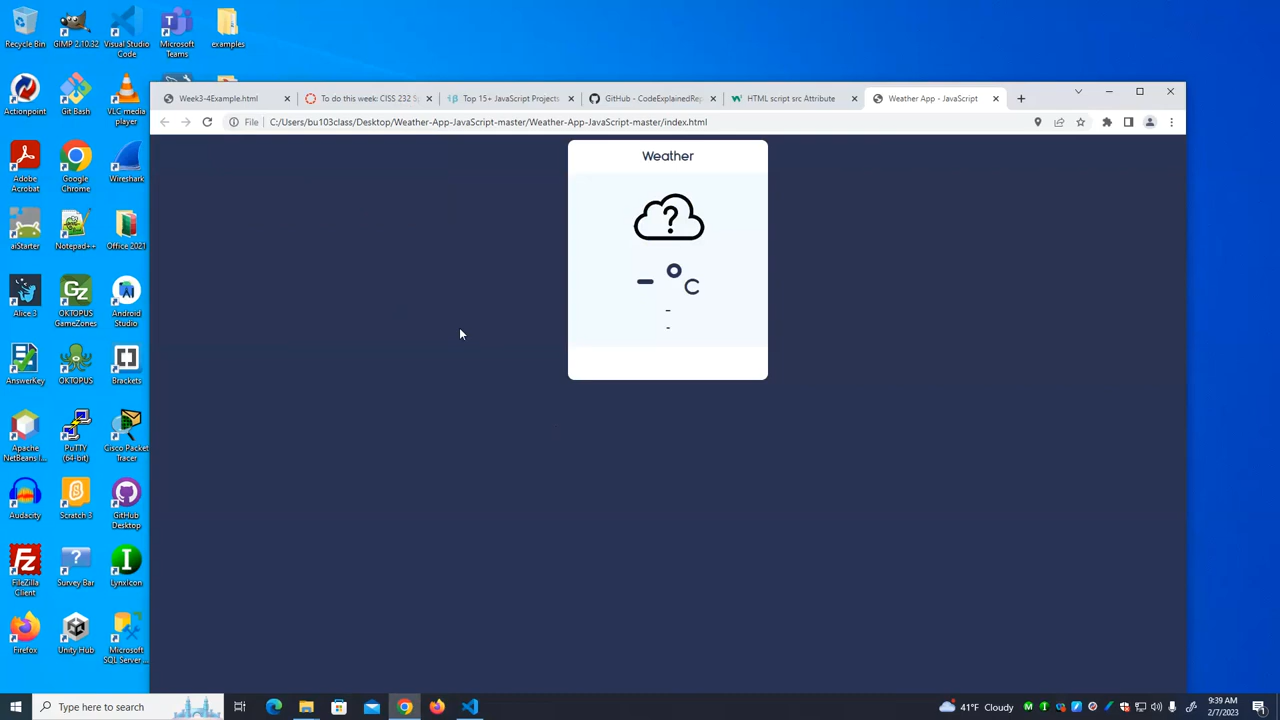 Recycle Bin
GIMP 2.10.32
Visual Studio Code
Microsoft Teams
examples
Actionpoint
Git Bash
VLC media player
Adobe Acrobat
Google Chrome
Wireshark
aiStarter
Notepad++
Office 2021
Alice 3
OKTOPUS GameZones
Android Studio
AnswerKey
OKTOPUS
Brackets
Apache NetBeans I...
PuTTY (64-bit)
Cisco Packet Tracer
Audacity
Scratch 3
GitHub Desktop
FileZilla Client
Survey Bar
Lynxicon
Firefox
Unity Hub
Microsoft SQL Server ...
Week3-4Example.html
To do this week: CISS 232 S
Top 15+ JavaScript Projects
GitHub - CodeExplainedRep
HTML script src Attribute
Weather App - JavaScript
File C:/Users/bu103class/Desktop/Weather-App-JavaScript-master/Weather-App-JavaScript-master/index.html
Weather
?
- °C
-
-
Type here to search
41°F Cloudy
9:39 AM
2/7/2023